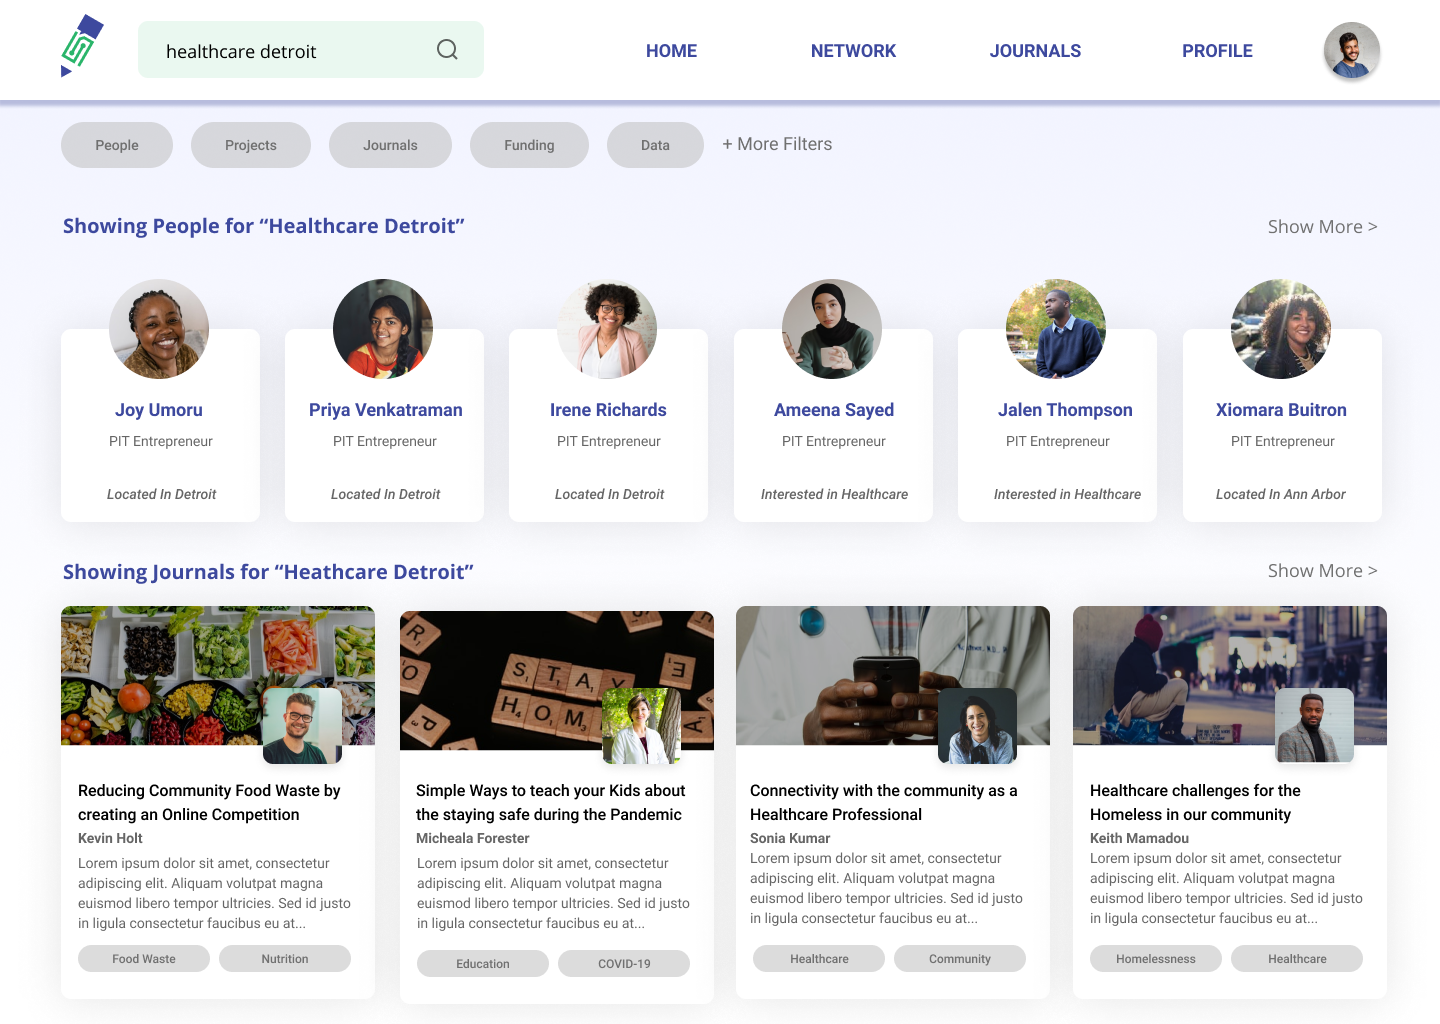 healthcare detroit
HOME
NETWORK
JOURNALS
PROFILE
People
Projects
Journals
Funding
Data
+ More Filters
Showing People for “Healthcare Detroit”
Show More >
Joy Umoru
PIT Entrepreneur
Located In Detroit
Priya Venkatraman
PIT Entrepreneur
Located In Detroit
Irene Richards
PIT Entrepreneur
Located In Detroit
Ameena Sayed
PIT Entrepreneur
Interested in Healthcare
Jalen Thompson
PIT Entrepreneur
Interested in Healthcare
Xiomara Buitron
PIT Entrepreneur
Located In Ann Arbor
Showing Journals for “Heathcare Detroit”
Show More >
Reducing Community Food Waste by
creating an Online Competition
Kevin Holt
Lorem ipsum dolor sit amet, consectetur
adipiscing elit. Aliquam volutpat magna
euismod libero tempor ultricies. Sed id justo
in ligula consectetur faucibus eu at...
Food Waste
Nutrition
STAY
HOM
Simple Ways to teach your Kids about
the staying safe during the Pandemic
Micheala Forester
Lorem ipsum dolor sit amet, consectetur
adipiscing elit. Aliquam volutpat magna
euismod libero tempor ultricies. Sed id justo
in ligula consectetur faucibus eu at...
Education
COVID-19
Connectivity with the community as a
Healthcare Professional
Sonia Kumar
Lorem ipsum dolor sit amet, consectetur
adipiscing elit. Aliquam volutpat magna
euismod libero tempor ultricies. Sed id justo
in ligula consectetur faucibus eu at...
Healthcare
Community
Healthcare challenges for the
Homeless in our community
Keith Mamadou
Lorem ipsum dolor sit amet, consectetur
adipiscing elit. Aliquam volutpat magna
euismod libero tempor ultricies. Sed id justo
in ligula consectetur faucibus eu at...
Homelessness
Healthcare